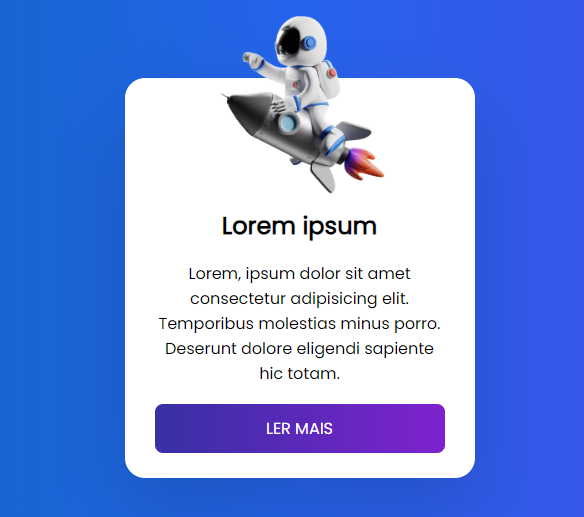 Lorem ipsum
Lorem, ipsum dolor sit amet
consectetur adipisicing elit.
Temporibus molestias minus porro.
Deserunt dolore eligendi sapiente
hic totam.
LER MAIS